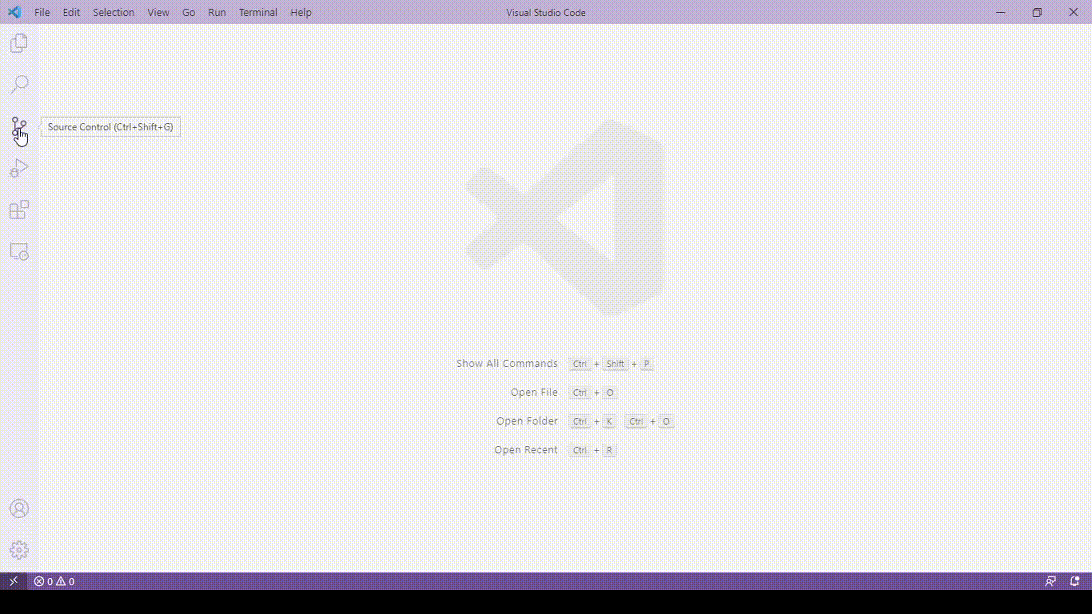 File Edit Selection View Go Run Terminal Help Visual Studio Code
Source Control (Ctrl+Shift+G)
Show All Commands Ctrl + Shift + P
Open File Ctrl + O
Open Folder Ctrl + K Ctrl + O
Open Recent Ctrl + R
0 0